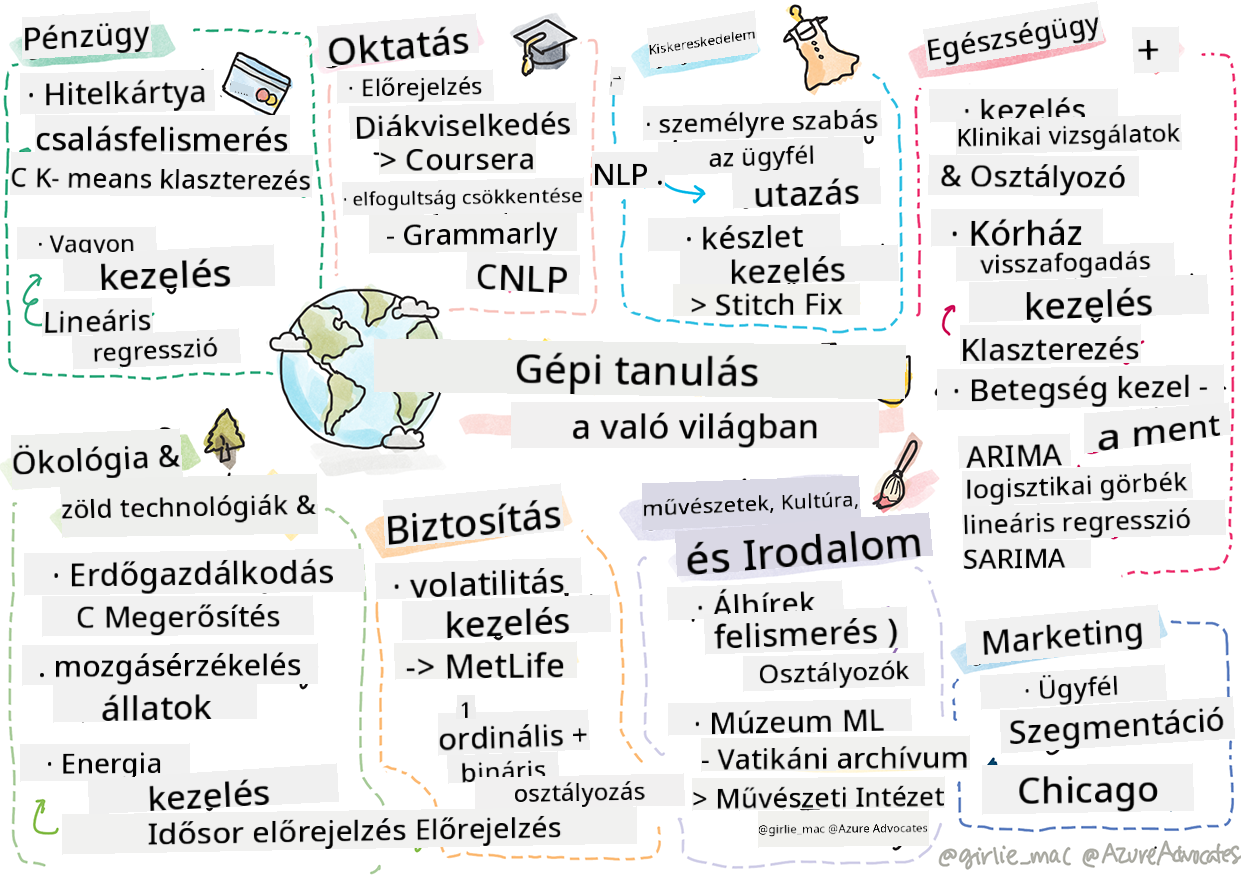 Pénzügy
· Hitelkártya
csalásfelismerés
C K- means klaszterezés
· Vagyon
kezelés
Lineáris
regresszió
Oktatás
· Előrejelzés
Diákviselkedés
> Coursera
· elfogultság csökkentése
- Grammarly
CNLP
Kiskereskedelem
· személyre szabás
az ügyfél
NLP .
utazás
· készlet
kezelés
> Stitch Fix
Egészségügy
+
· kezelés
Klinikai vizsgálatok
& Osztályozó
· Kórház
visszafogadás
kezelés
Klaszterezés
· Betegség kezel -
a ment
ARIMA
logisztikai görbék
lineáris regresszió
SARIMA
Gépi tanulás
a való világban
Ökológia &
zöld technológiák &
· Erdőgazdálkodás
C Megerősítés
. mozgásérzékelés
állatok
· Energia
kezelés
Idősor előrejelzés Előrejelzés
Biztosítás
· volatilitás
kezelés
-> MetLife
1
ordinális +
bináris
osztályozás
művészetek, Kultúra,
és Irodalom
· Álhírek
felismerés )
Osztályozók
· Múzeum ML
- Vatikáni archívum
> Művészeti Intézet
@girlie_mac @Azure Advocates
Marketing
· Ügyfél
Szegmentáció
Chicago
@girlie_mac @AzureAdvocates